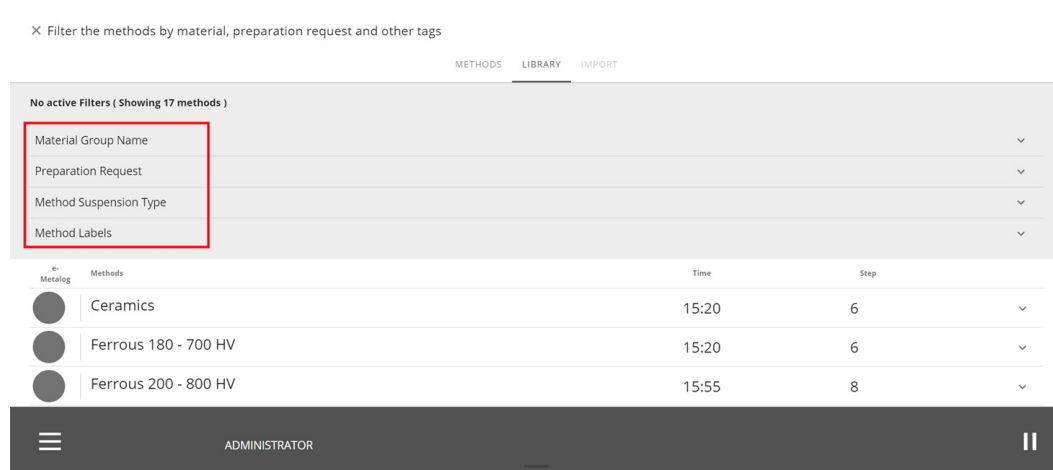 × Filter the methods by material, preparation request and other tags
METHODS LIBRARY IMPORT
No active Filters ( Showing 17 methods )
Material Group Name
Preparation Request
Method Suspension Type
Method Labels
e-Metalog Methods Time Step
Ceramics 15:20 6
Ferrous 180 - 700 HV 15:20 6
Ferrous 200 - 800 HV 15:55 8
ADMINISTRATOR